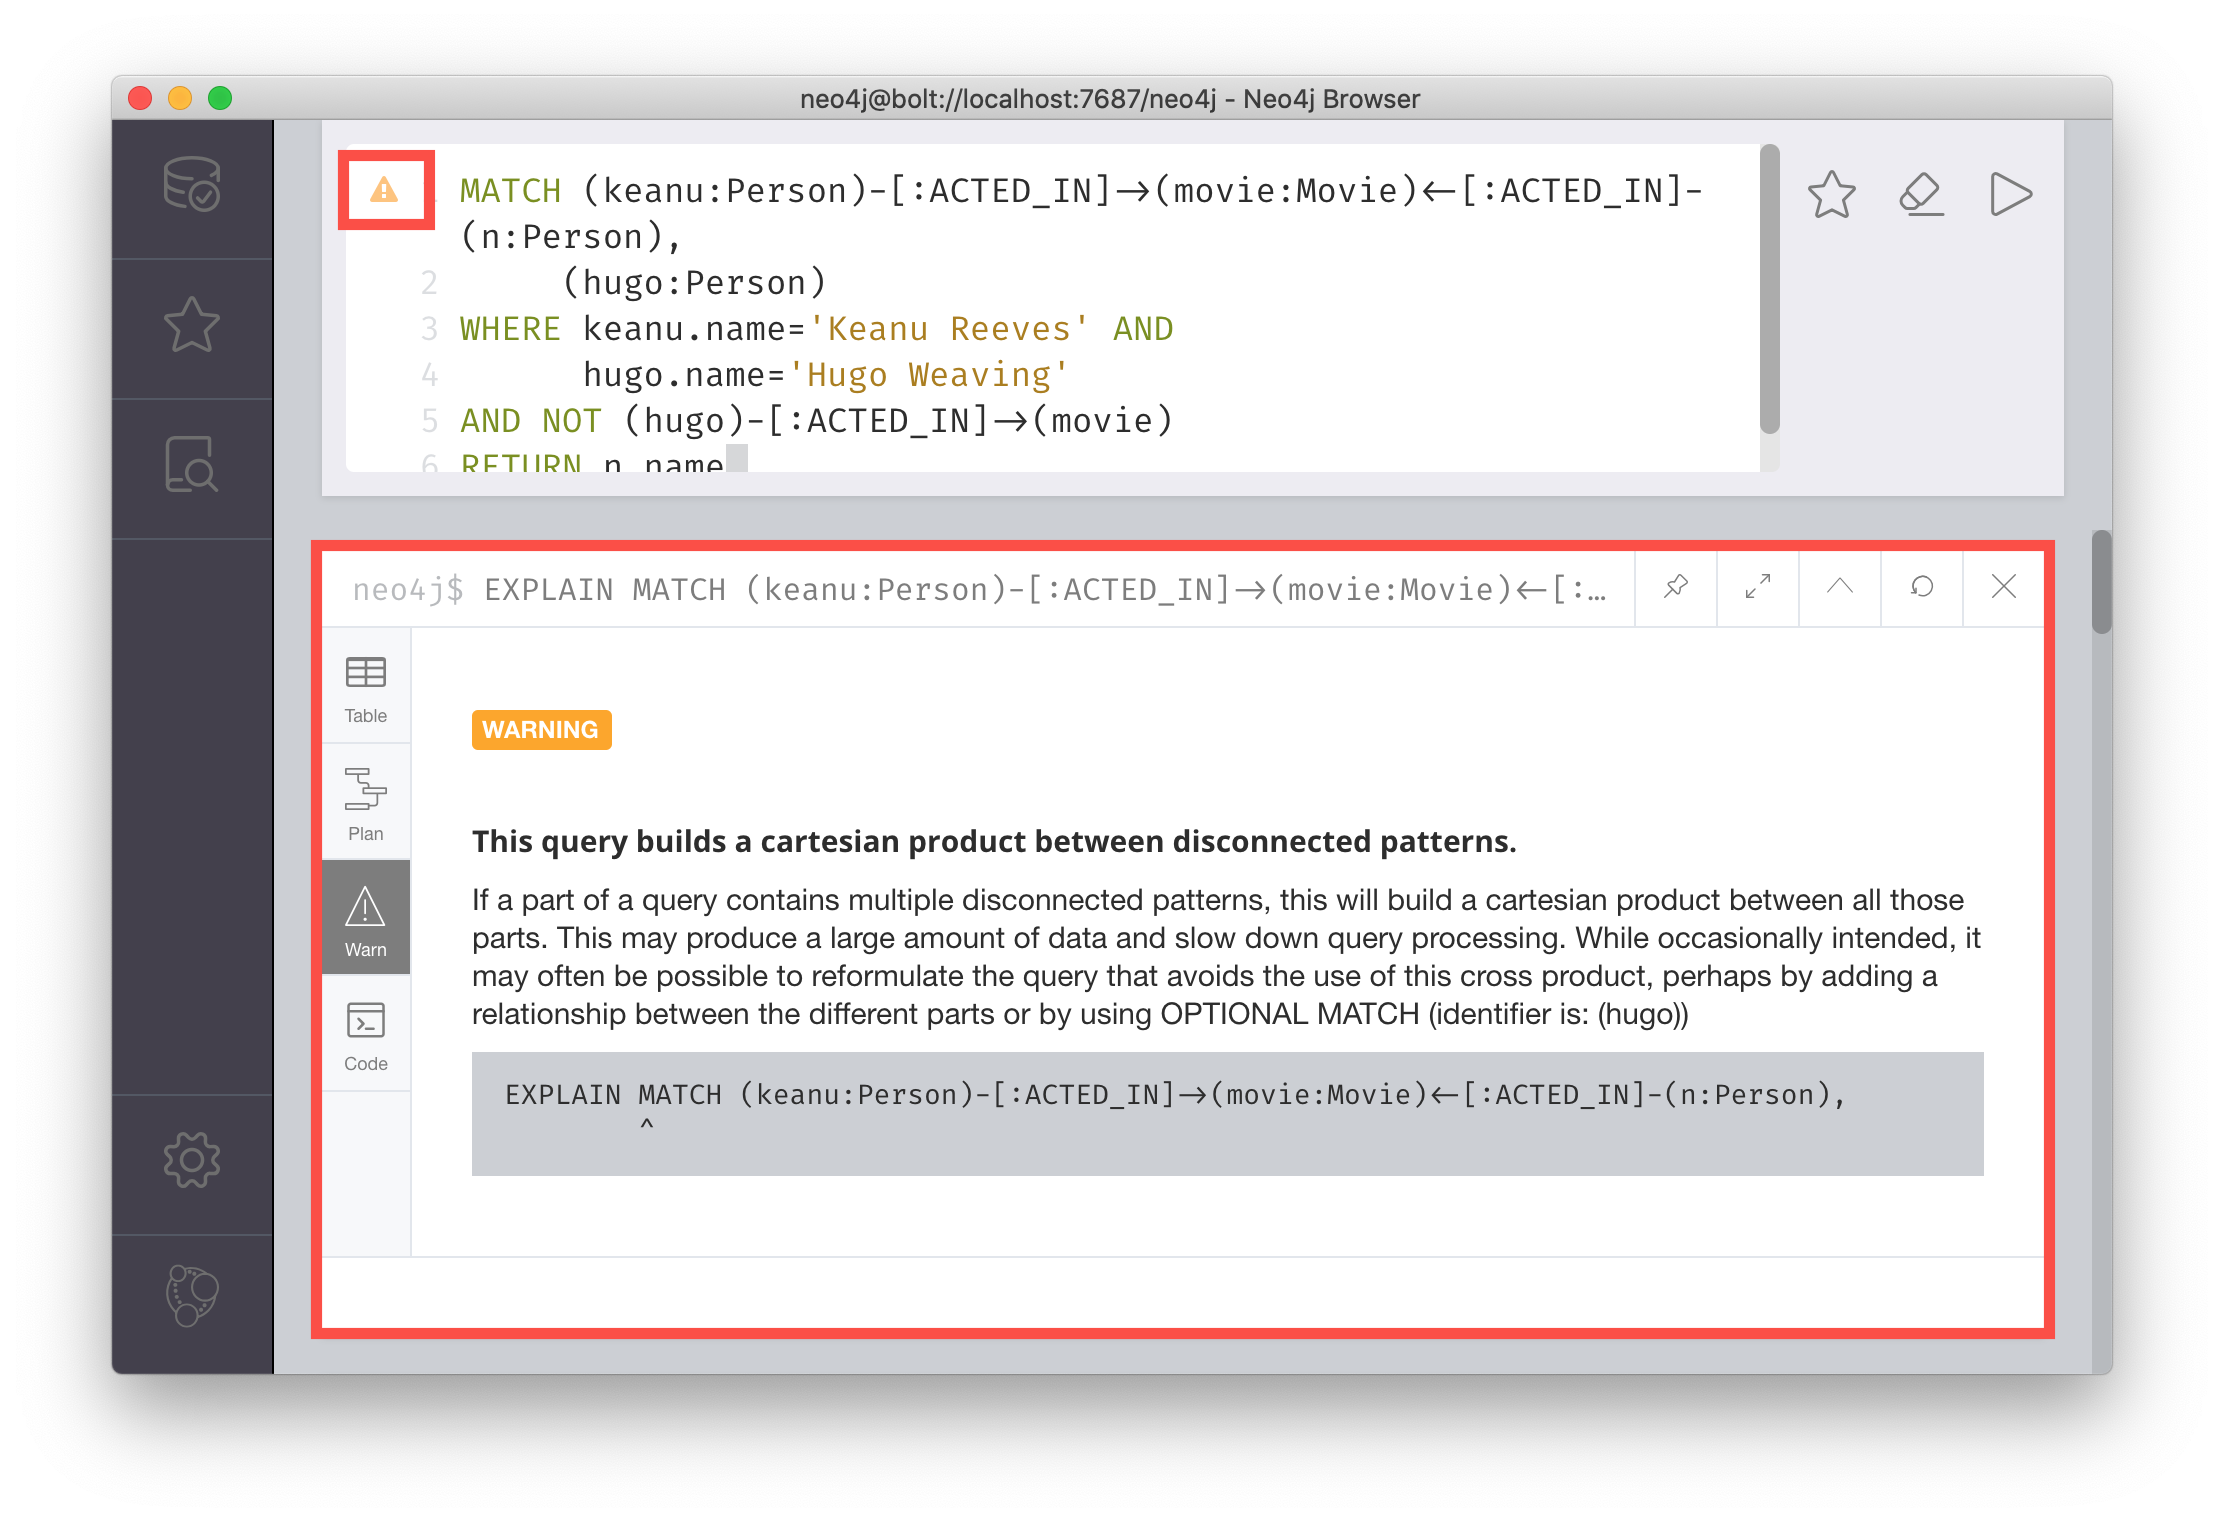 neo4j@bolt://localhost:7687/neo4j - Neo4j Browser
MATCH (keanu:Person)-[:ACTED_IN]->(movie:Movie)<-[:ACTED_IN]-
(n:Person),
2 (hugo:Person)
3 WHERE keanu.name='Keanu Reeves' AND
4 hugo.name='Hugo Weaving'
5 AND NOT (hugo)-[:ACTED_IN]->(movie)
6 RETURN n.name
neo4j$ EXPLAIN MATCH (keanu:Person)-[:ACTED_IN]->(movie:Movie)<-[:…
Table
Plan
Warn
Code
WARNING
This query builds a cartesian product between disconnected patterns.
If a part of a query contains multiple disconnected patterns, this will build a cartesian product between all those
parts. This may produce a large amount of data and slow down query processing. While occasionally intended, it
may often be possible to reformulate the query that avoids the use of this cross product, perhaps by adding a
relationship between the different parts or by using OPTIONAL MATCH (identifier is: (hugo))
EXPLAIN MATCH (keanu:Person)-[:ACTED_IN]->(movie:Movie)<-[:ACTED_IN]-(n:Person),
^